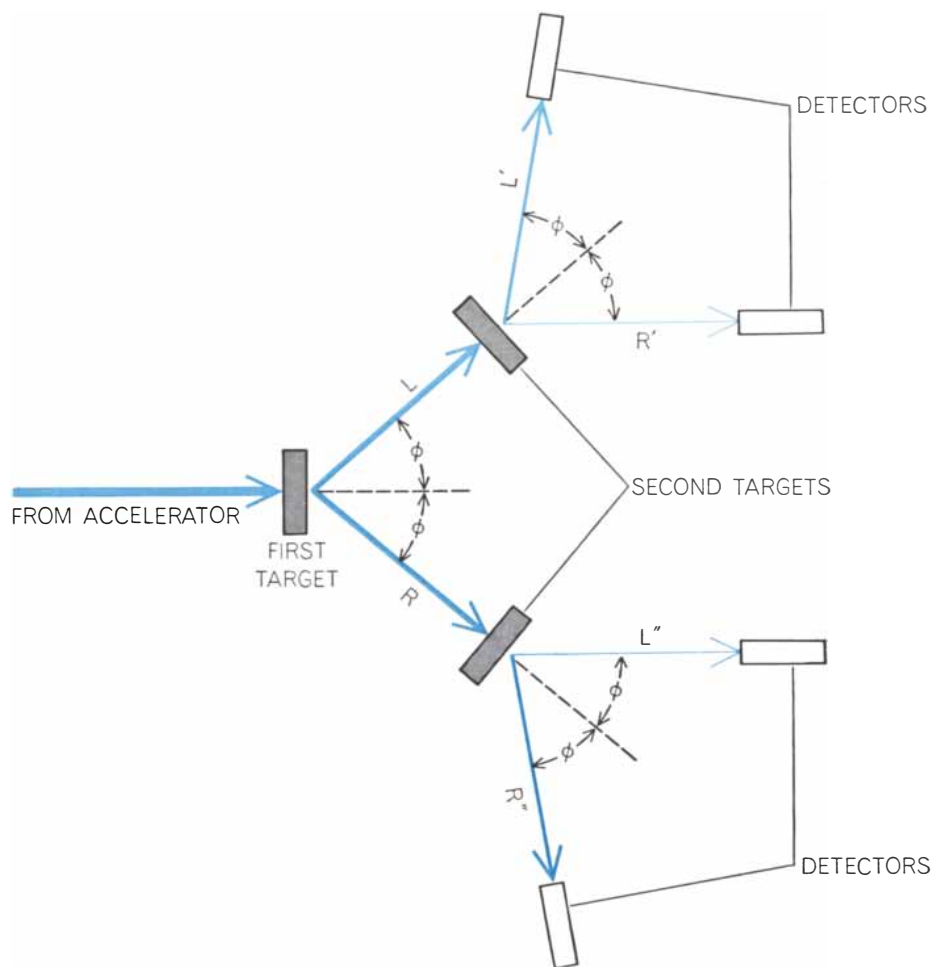 DETECTORS
L′
ϕ
ϕ
R′
L
ϕ
SECOND TARGETS
FROM ACCELERATOR
ϕ
FIRST
TARGET
R
L″
ϕ
ϕ
R″
DETECTORS